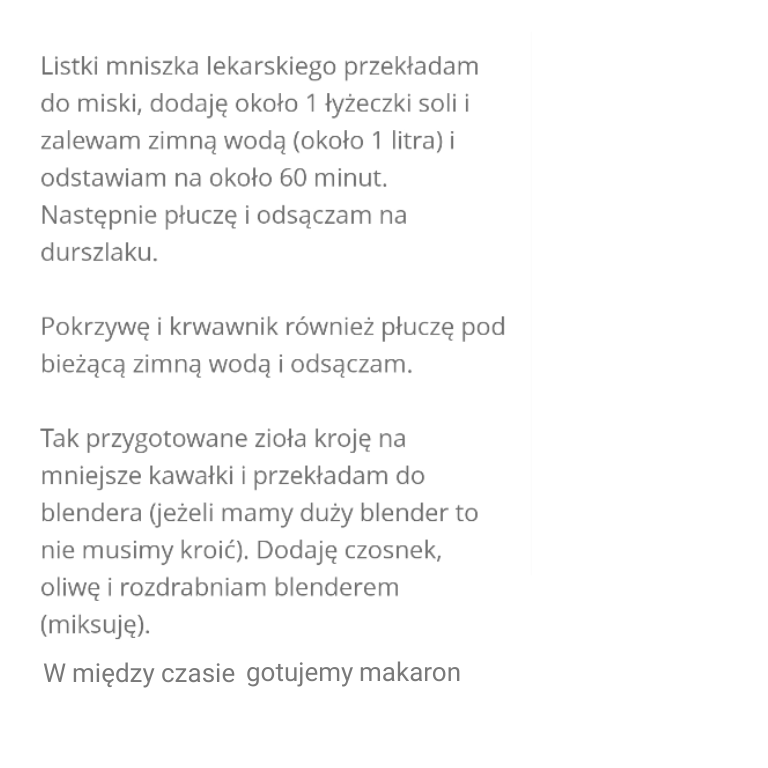 Listki mniszka lekarskiego przekładam
do miski, dodaję około 1 łyżeczki soli i
zalewam zimną wodą (około 1 litra) i
odstawiam na około 60 minut.
Następnie płuczę i odsączam na
durszlaku.
Pokrzywę i krwawnik również płuczę pod
bieżącą zimną wodą i odsączam.
Tak przygotowane zioła kroję na
mniejsze kawałki i przekładam do
blendera (jeżeli mamy duży blender to
nie musimy kroić). Dodaję czosnek,
oliwę i rozdrabniam blenderem
(miksuję).
W między czasie gotujemy makaron